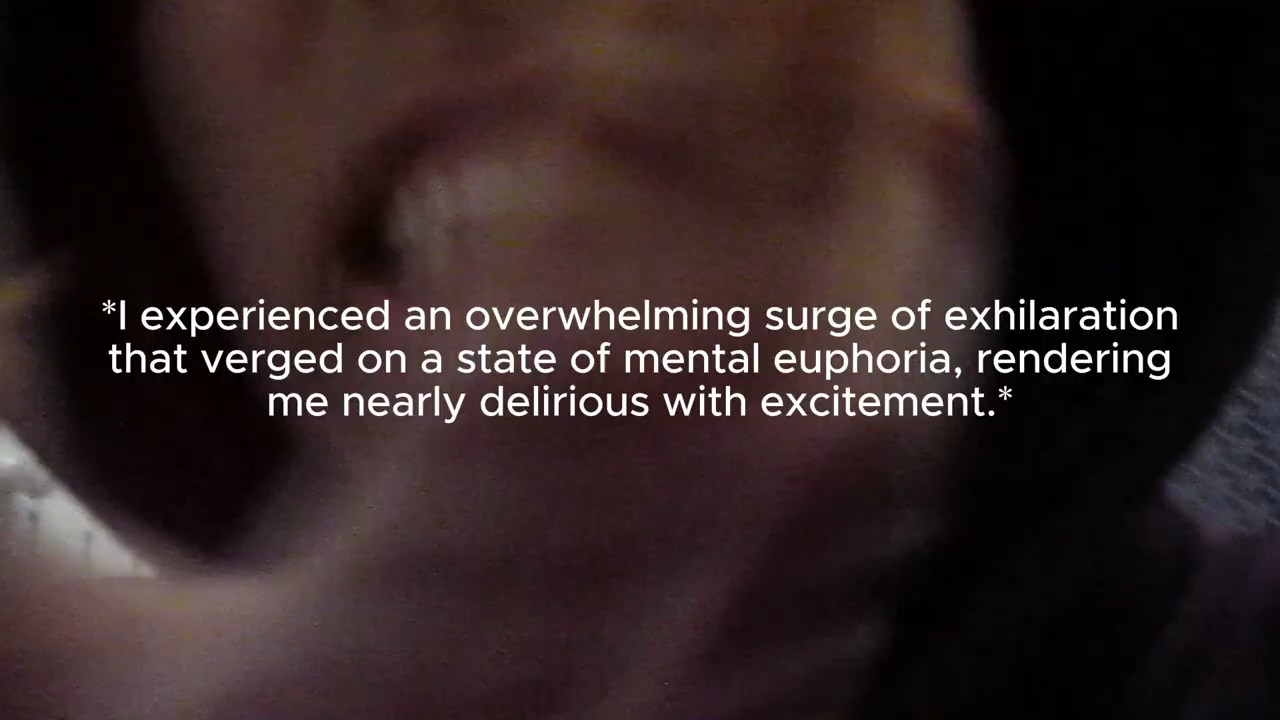 *I experienced an overwhelming surge of exhilaration
that verged on a state of mental euphoria, rendering
me nearly delirious with excitement.*